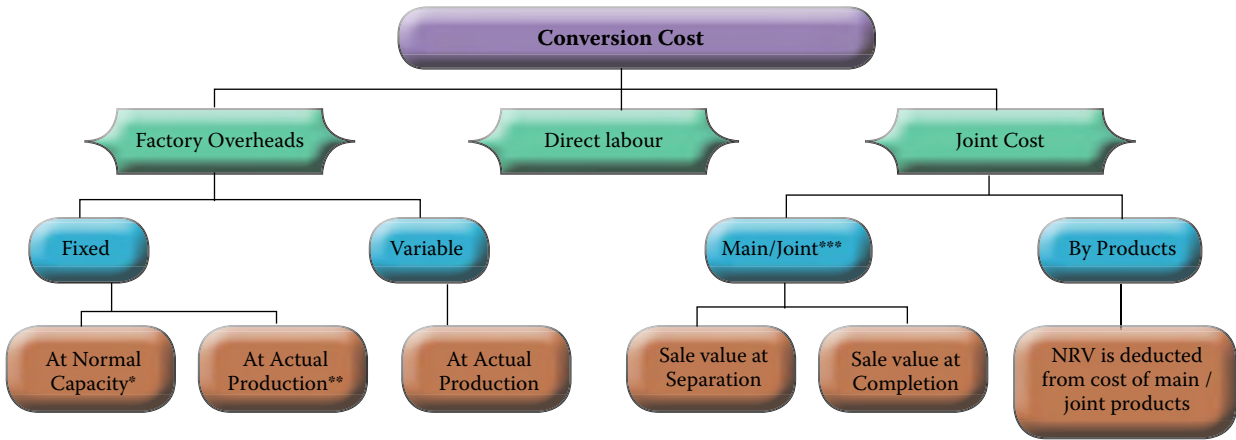 Conversion Cost
Factory Overheads
Direct labour
Joint Cost
Fixed
Variable
Main/Joint***
By Products
At Normal
Capacity*
At Actual
Production**
At Actual
Production
Sale value at
Separation
Sale value at
Completion
NRV is deducted
from cost of main /
joint products